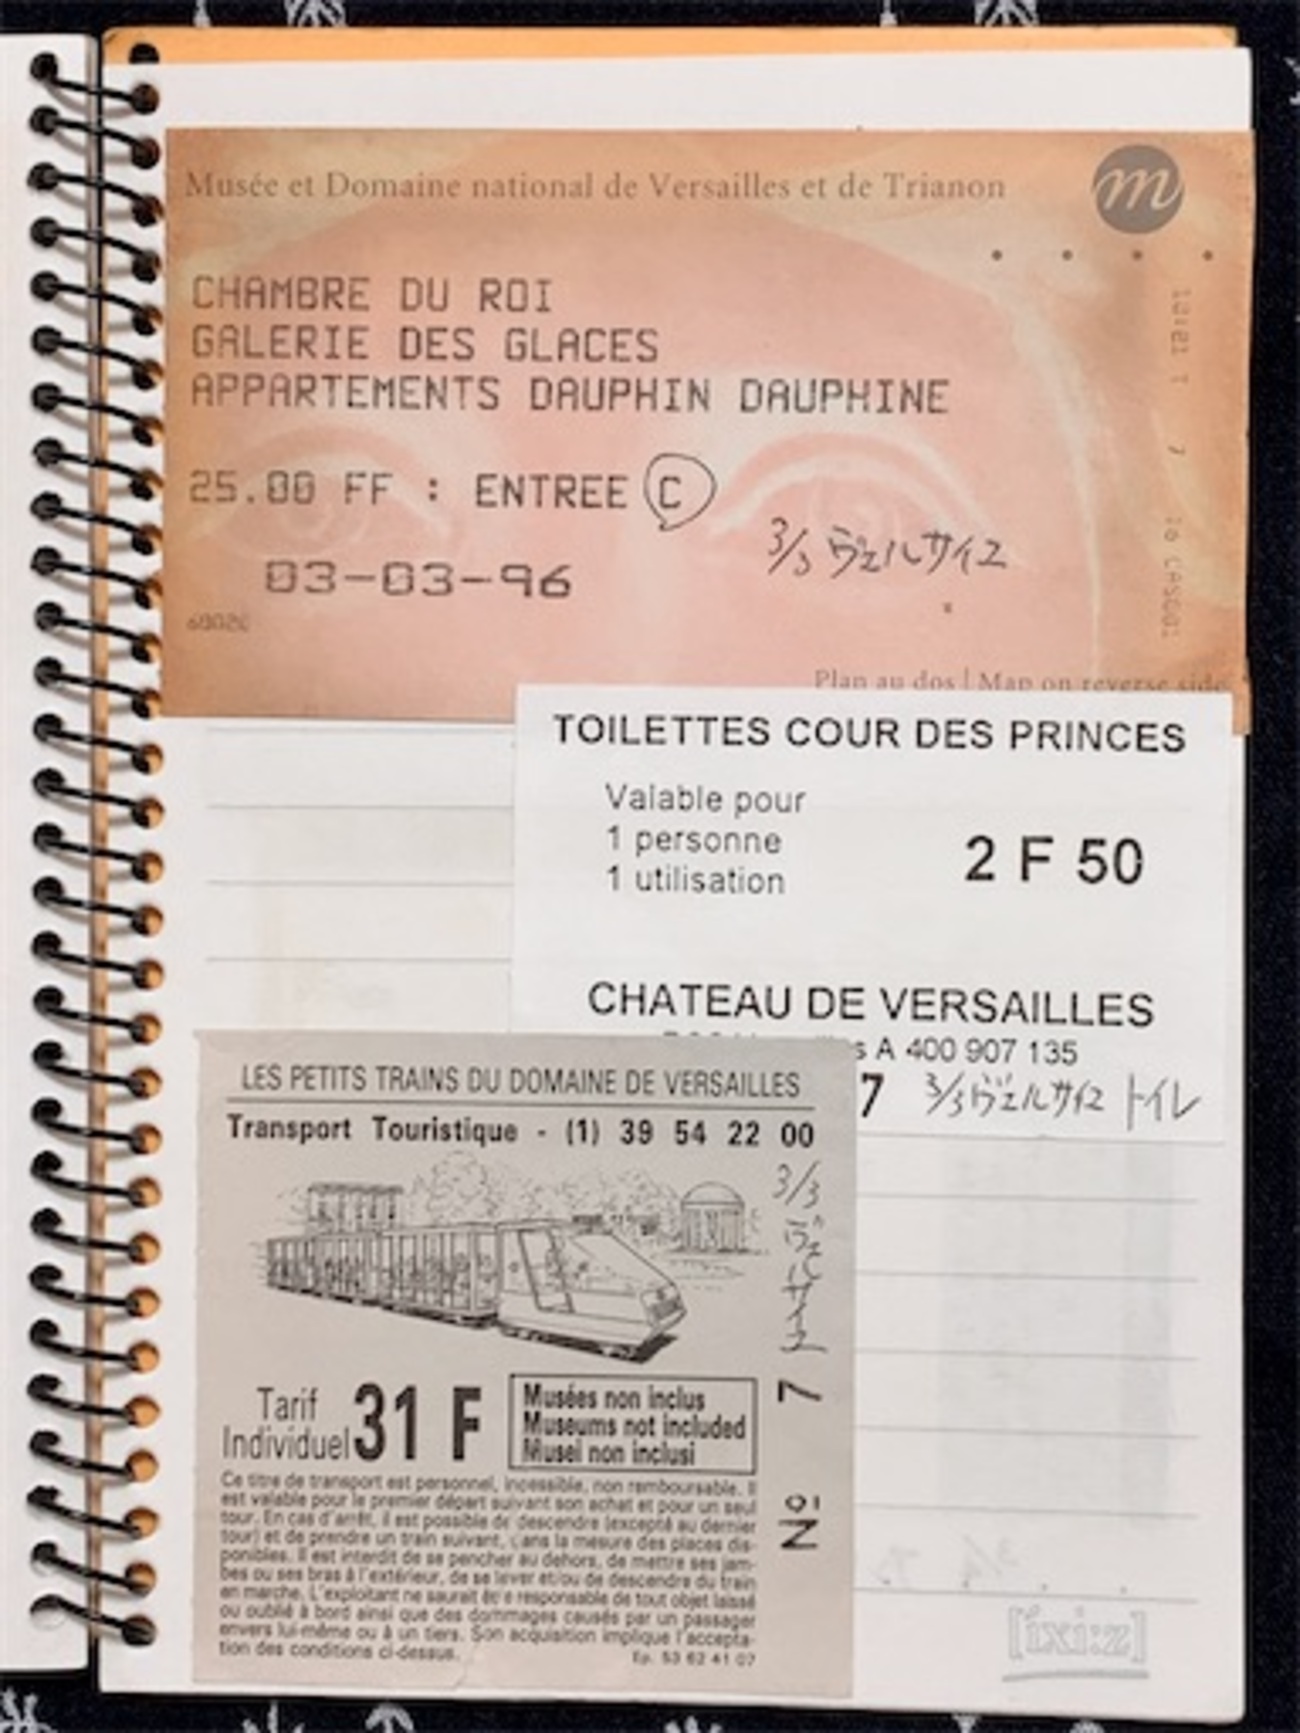 Musée et Domaine national de Versailles et de Trianon
m
CHAMBRE DU ROI
GALERIE DES GLACES
APPARTEMENTS DAUPHIN DAUPHINE
25.00 FF : ENTREE C
3/3 ヴェルサイユ
03-03-96
Plan au dos | Map on reverse side
TOILETTES COUR DES PRINCES
Valable pour
1 personne
1 utilisation
2 F 50
CHATEAU DE VERSAILLES
A 400 907 135
7 3/3 ヴェルサイユ トイレ
LES PETITS TRAINS DU DOMAINE DE VERSAILLES
Transport Touristique - (1) 39 54 22 00
3/3 ヴェルサイユ
Tarif
Individuel 31 F
Musées non inclus
Museums not included
Musei non inclusi
Nº 7
Ce titre de transport est personnel, incessible, non remboursable. Il
est valable pour le premier départ suivant son achat et pour un seul
tour. En cas d'arrêt, il est possible de descendre (excepté au dernier
tour) et de prendre un train suivant, dans la mesure des places dis-
ponibles. Il est interdit de se pencher au dehors, de mettre ses jam-
bes ou ses bras à l'extérieur, de se lever et/ou de descendre du train
en marche. L'exploitant ne saurait être responsable de tout objet laissé
ou oublié à bord ainsi que des dommages causés par un passager
envers lui-même ou à un tiers. Son acquisition implique l'accepta-
tion des conditions ci-dessus.
Ep. 53 62 41 07